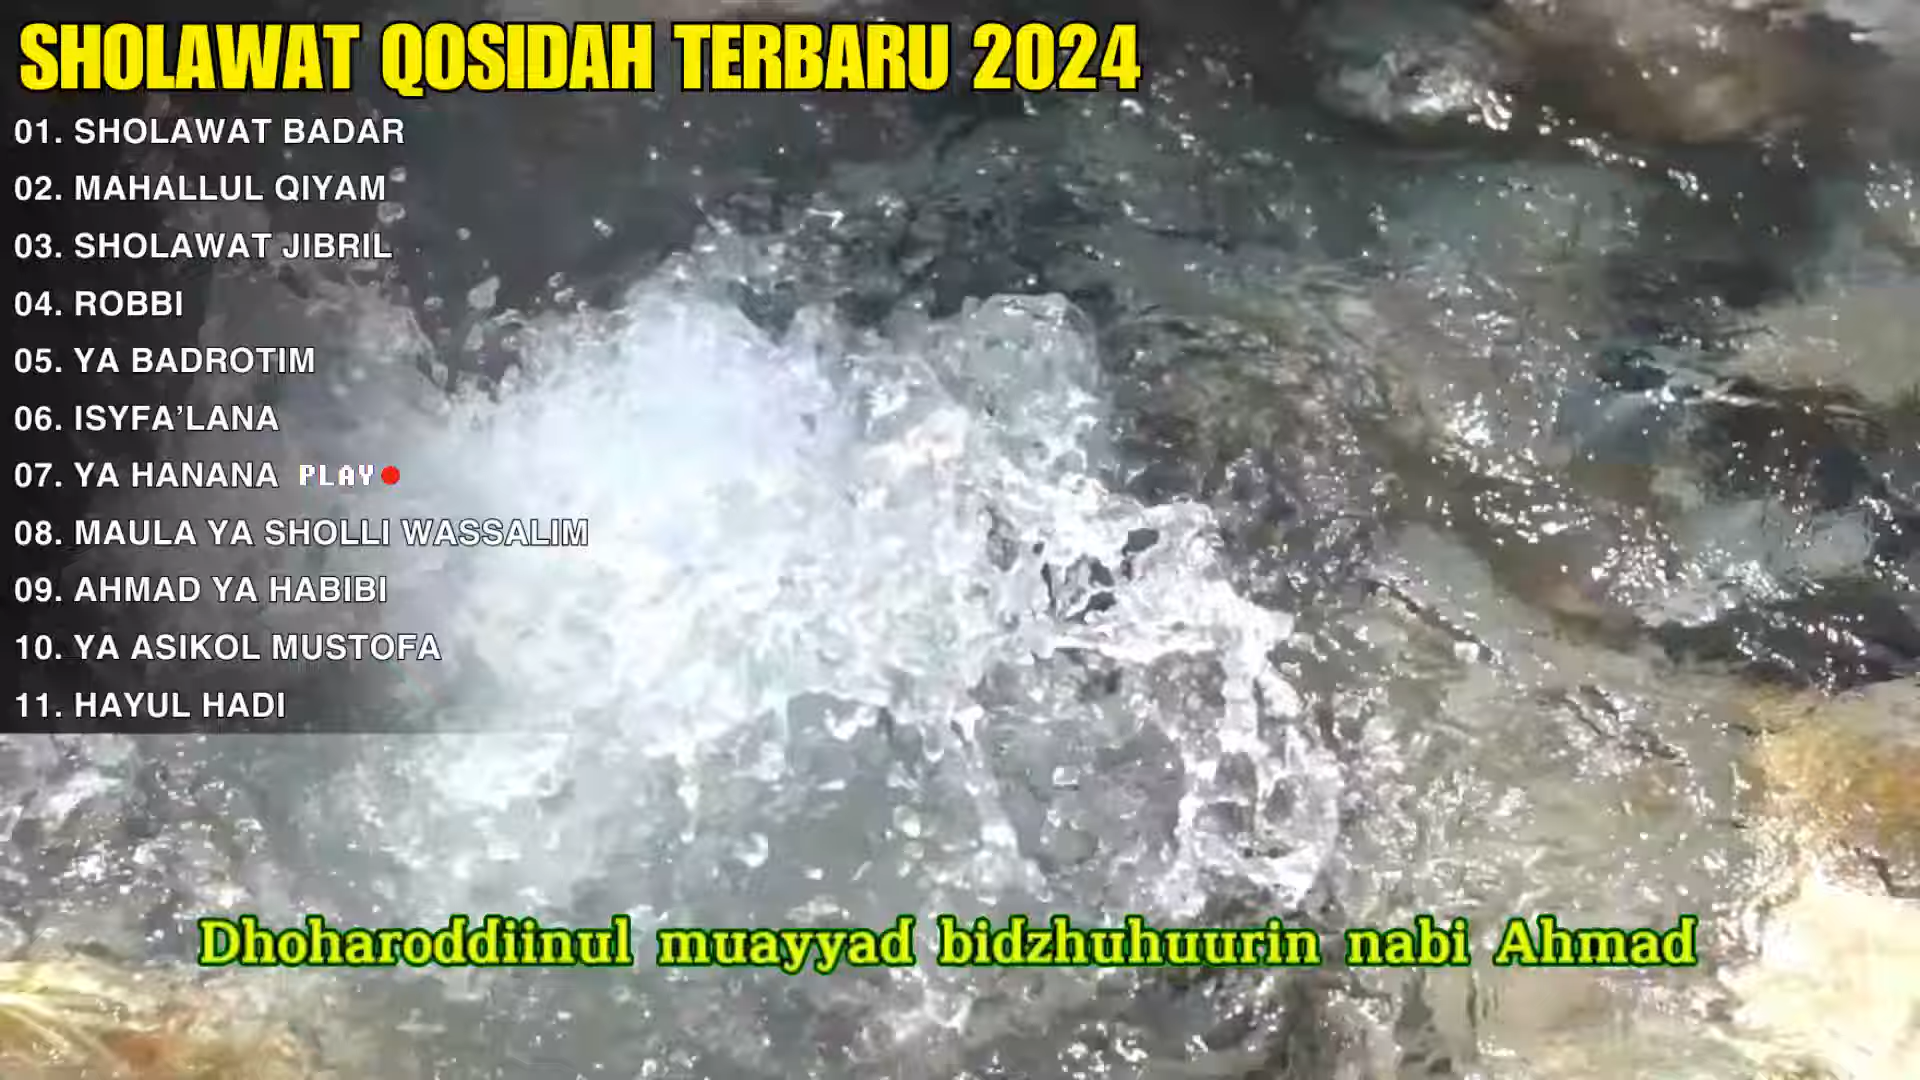 SHOLAWAT QOSIDAH TERBARU 2024
01. SHOLAWAT BADAR
02. MAHALLUL QIYAM
03. SHOLAWAT JIBRIL
04. ROBBI
05. YA BADROTIM
06. ISYFA’LANA
07. YA HANANA PLAY
08. MAULA YA SHOLLI WASSALIM
09. AHMAD YA HABIBI
10. YA ASIKOL MUSTOFA
11. HAYUL HADI
Dhoharoddiinul muayyad bidzhuhuurin nabi Ahmad